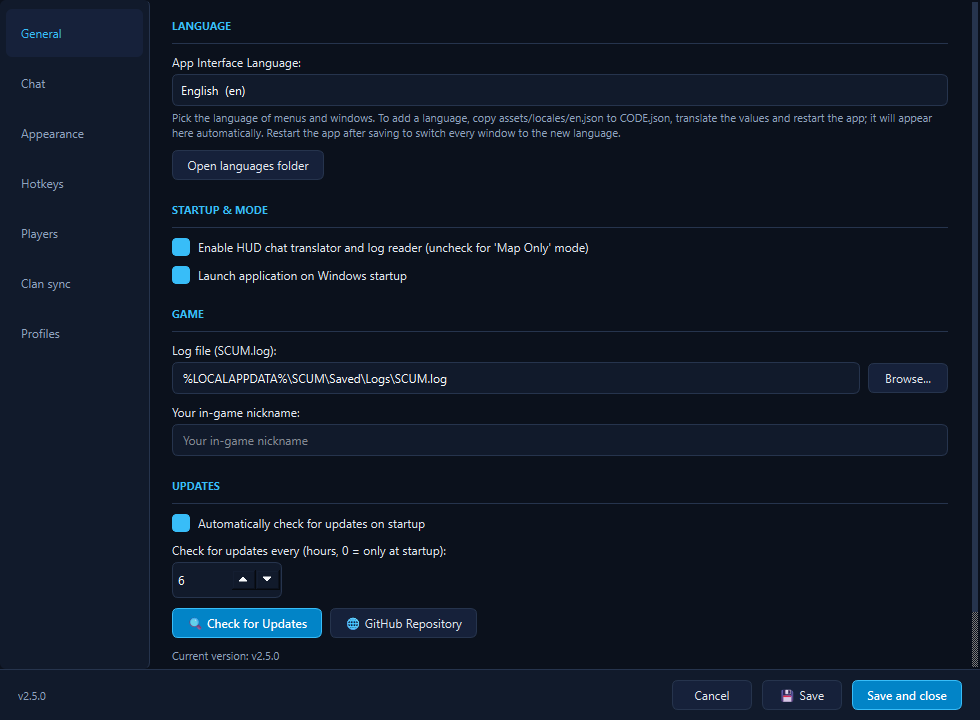 General
Chat
Appearance
Hotkeys
Players
Clan sync
Profiles
LANGUAGE
App Interface Language:
English (en)
Pick the language of menus and windows. To add a language, copy assets/locales/en.json to CODE.json, translate the values and restart the app; it will appear
here automatically. Restart the app after saving to switch every window to the new language.
Open languages folder
STARTUP & MODE
Enable HUD chat translator and log reader (uncheck for 'Map Only' mode)
Launch application on Windows startup
GAME
Log file (SCUM.log):
%LOCALAPPDATA%\SCUM\Saved\Logs\SCUM.log
Browse...
Your in-game nickname:
Your in-game nickname
UPDATES
Automatically check for updates on startup
Check for updates every (hours, 0 = only at startup):
6
Check for Updates
GitHub Repository
Current version: v2.5.0
v2.5.0
Cancel
Save
Save and close